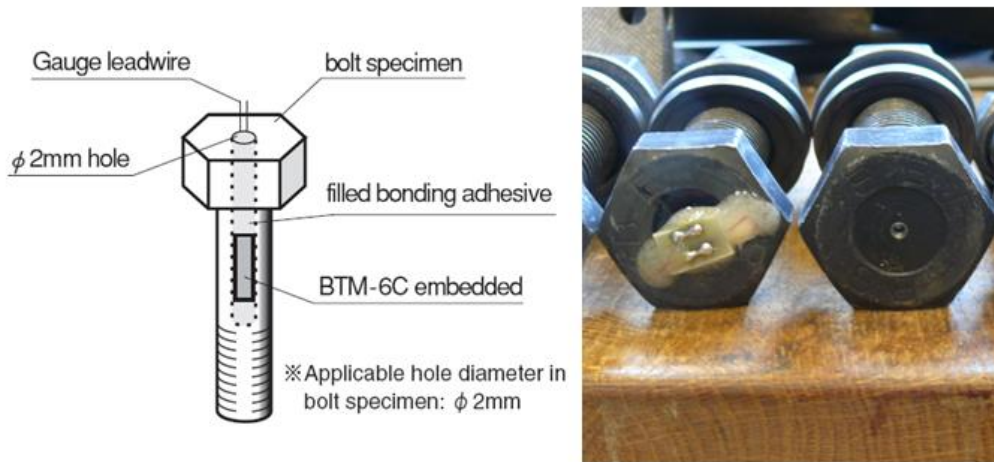 Gauge leadwire
bolt specimen
ϕ 2mm hole
filled bonding adhesive
BTM-6C embedded
※Applicable hole diameter in
bolt specimen: ϕ 2mm